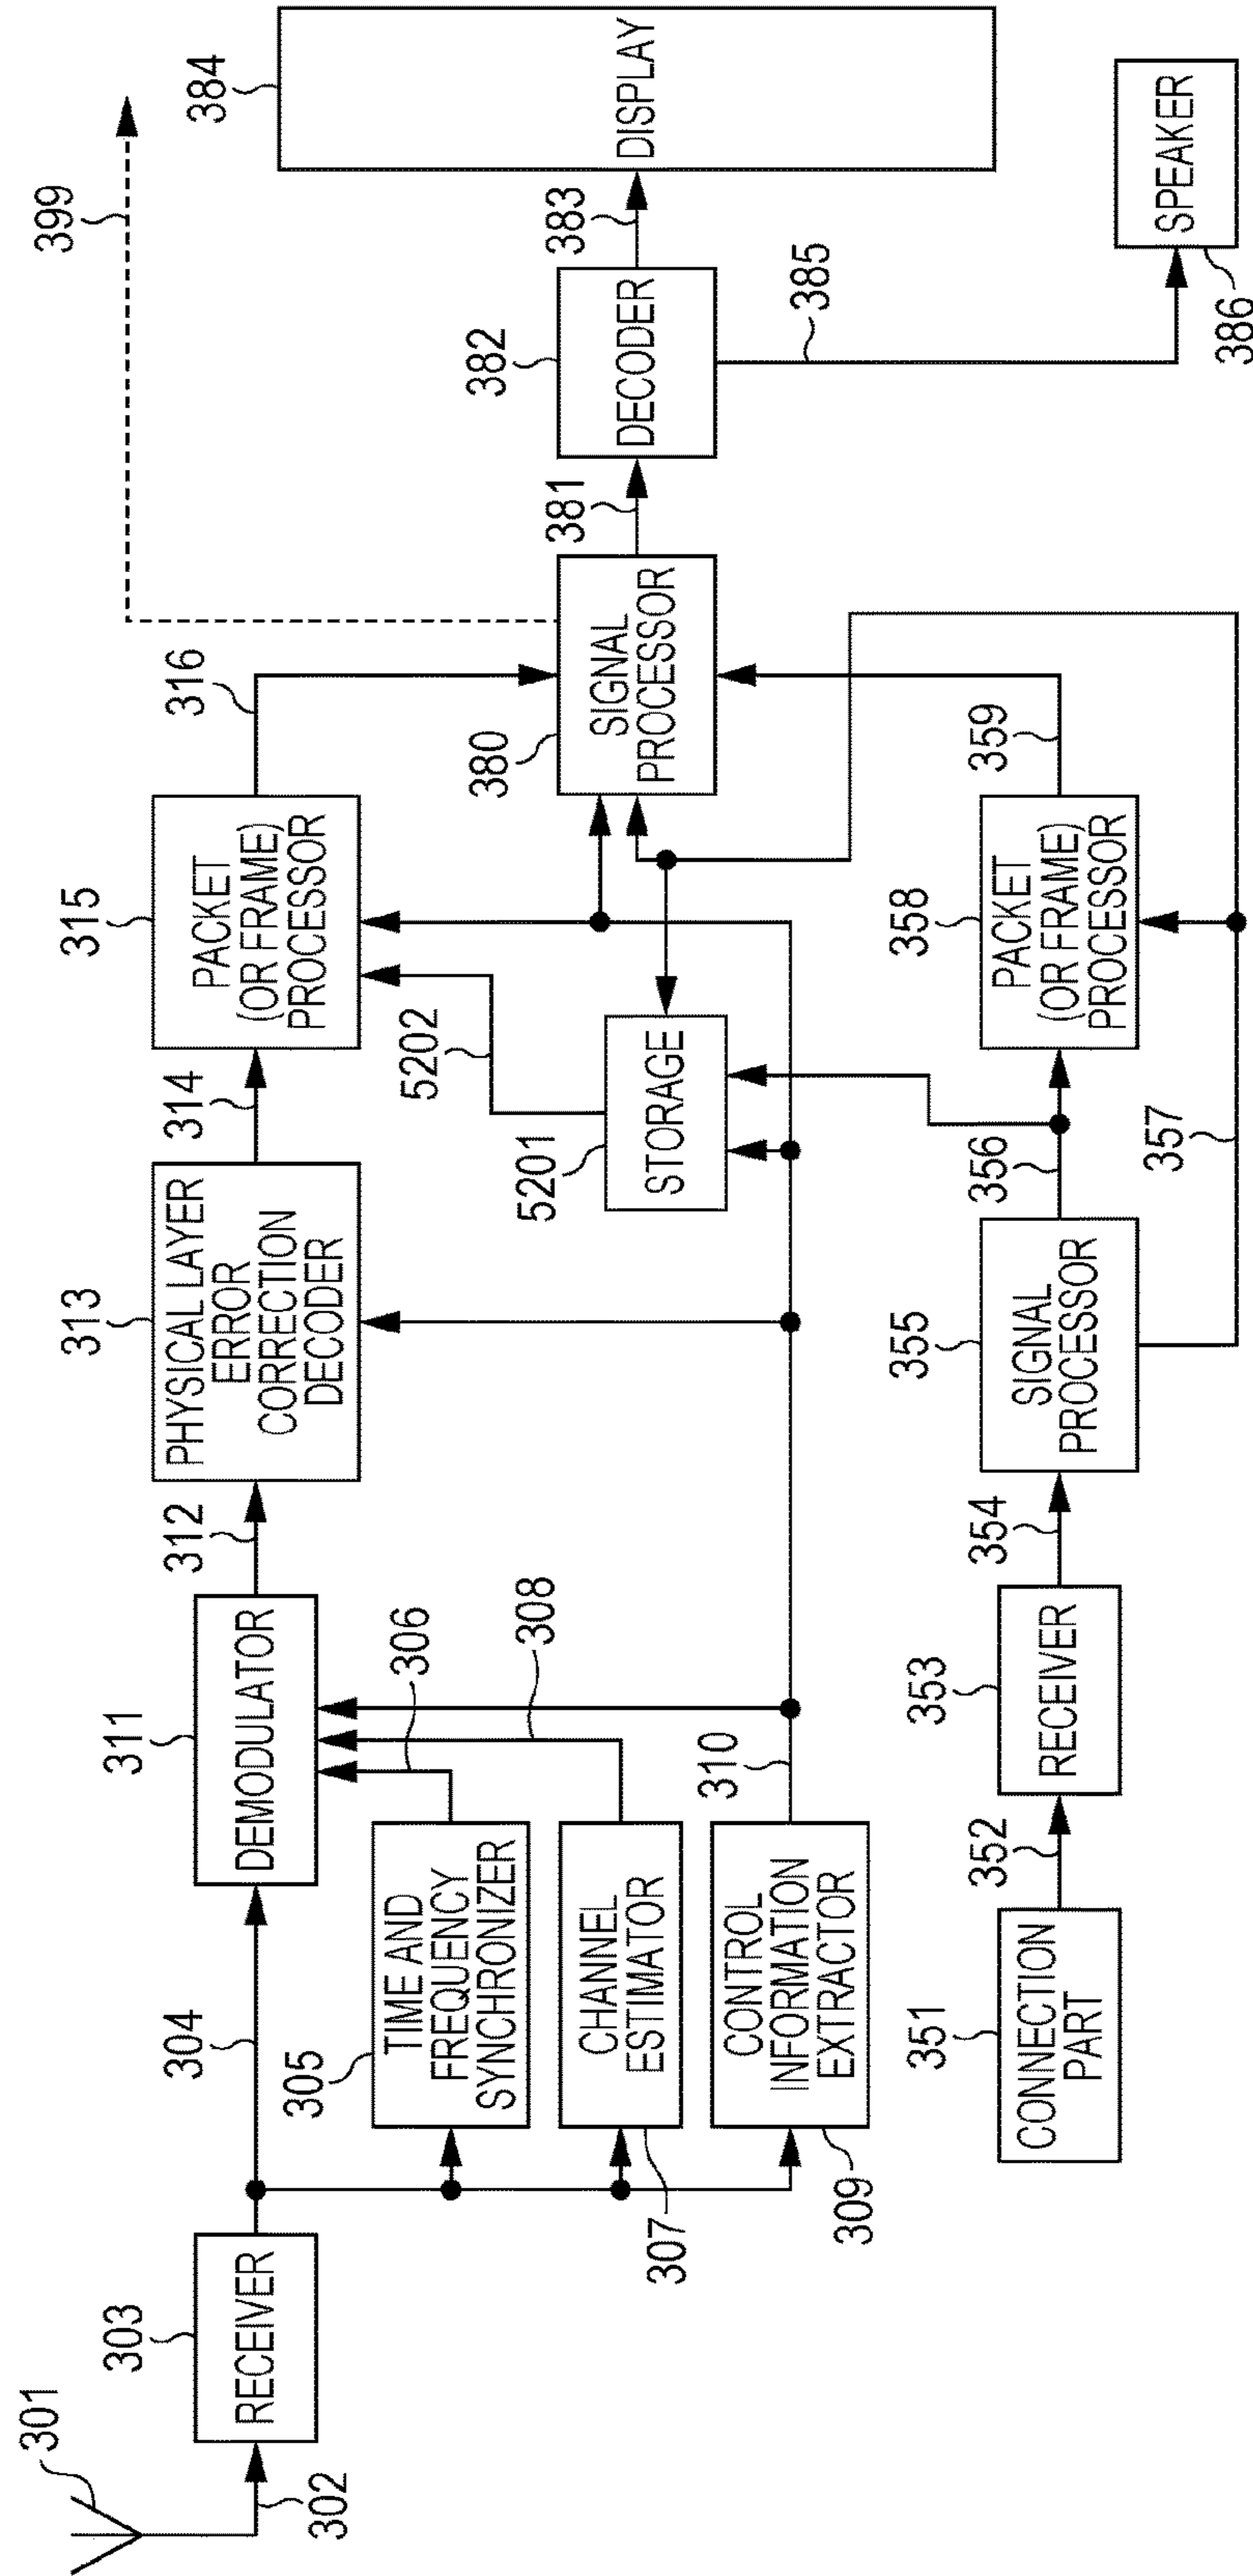 301
302
303
RECEIVER
304
305
TIME AND
FREQUENCY
SYNCHRONIZER
306
307
CHANNEL
ESTIMATOR
308
309
CONTROL
INFORMATION
EXTRACTOR
310
311
DEMODULATOR
312
313
PHYSICAL LAYER
ERROR
CORRECTION
DECODER
314
315
PACKET
(OR FRAME)
PROCESSOR
316
5201
STORAGE
5202
351
CONNECTION
PART
352
353
RECEIVER
354
355
SIGNAL
PROCESSOR
356
357
358
PACKET
(OR FRAME)
PROCESSOR
359
380
SIGNAL
PROCESSOR
381
382
DECODER
383
384
DISPLAY
385
386
SPEAKER
399